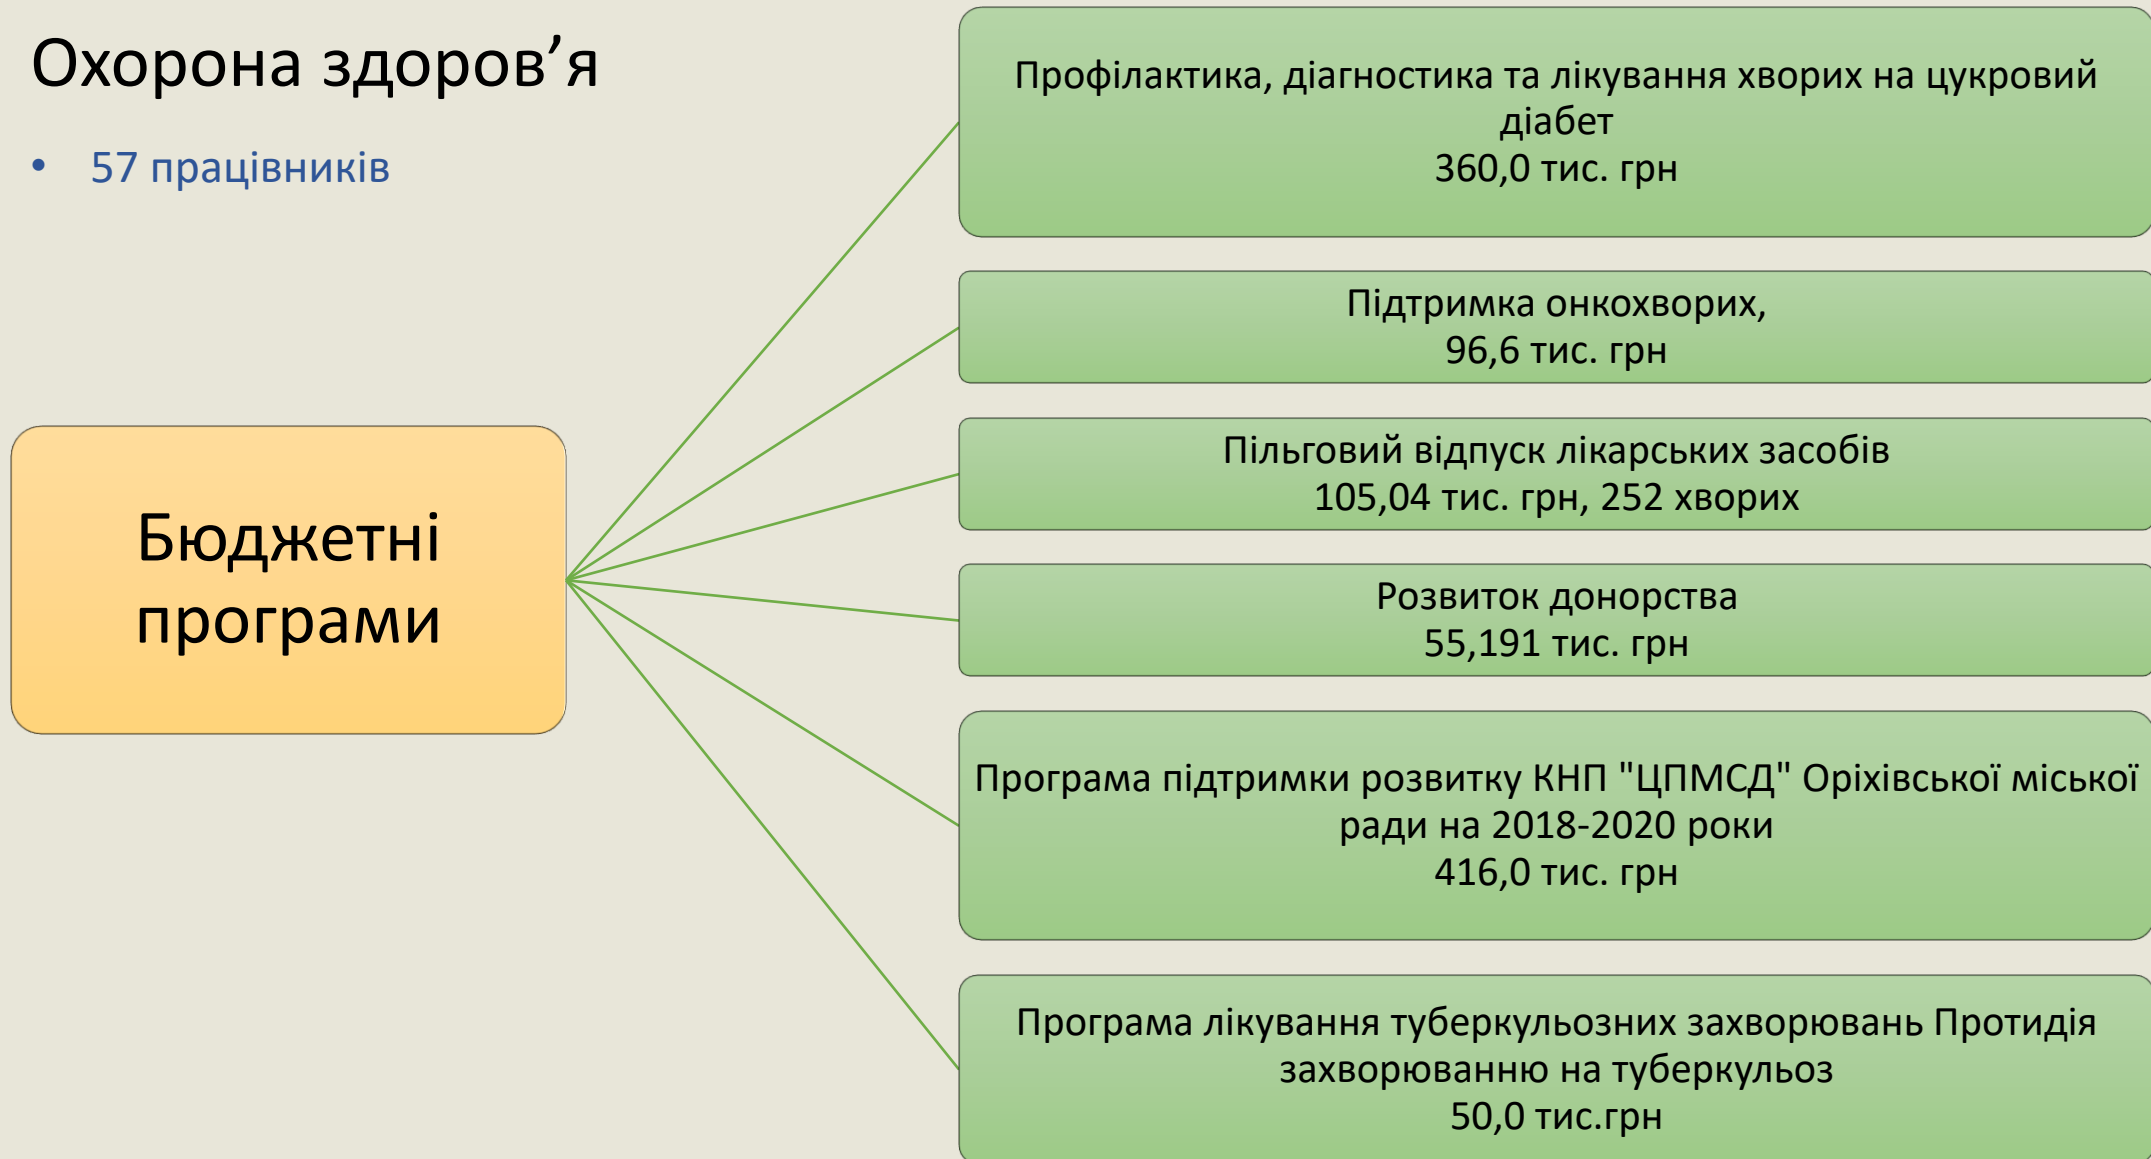 Охорона здоров’я
• 57 працівників
Бюджетні
програми
Профілактика, діагностика та лікування хворих на цукровий
діабет
360,0 тис. грн
Підтримка онкохворих,
96,6 тис. грн
Пільговий відпуск лікарських засобів
105,04 тис. грн, 252 хворих
Розвиток донорства
55,191 тис. грн
Програма підтримки розвитку КНП "ЦПМСД" Оріхівської міської
ради на 2018-2020 роки
416,0 тис. грн
Програма лікування туберкульозних захворювань Протидія
захворюванню на туберкульоз
50,0 тис.грн